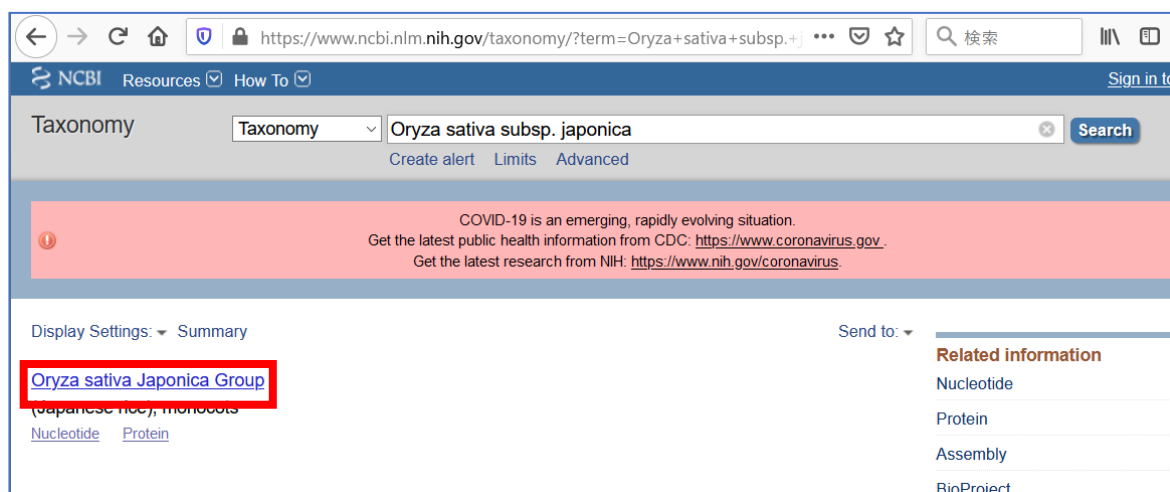 https://www.ncbi.nlm.nih.gov/taxonomy/?term=Oryza+sativa+subsp.+j
検索
NCBI Resources How To Sign in to
Taxonomy
Taxonomy
Oryza sativa subsp. japonica
Search
Create alert Limits Advanced
COVID-19 is an emerging, rapidly evolving situation.
Get the latest public health information from CDC: https://www.coronavirus.gov .
Get the latest research from NIH: https://www.nih.gov/coronavirus.
Display Settings: Summary
Send to:
Oryza sativa Japonica Group
(Japanese rice), monocots
Nucleotide Protein
Related information
Nucleotide
Protein
Assembly
BioProject